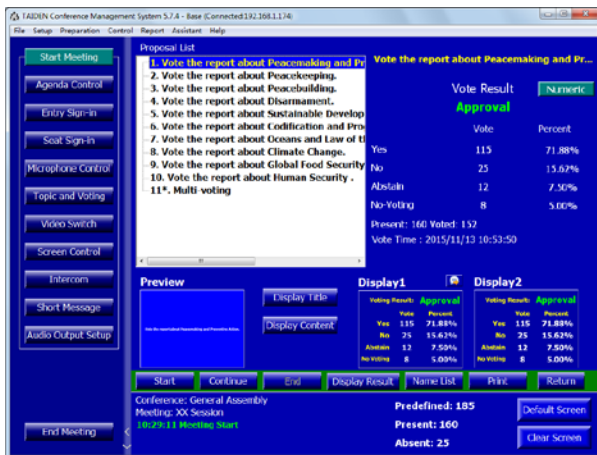 TAIDEN Conference Management System 5.7.4 - Base (Connected:192.168.1.174)
File Setup Preparation Control Report Assistant Help
Start Meeting
Agenda Control
Entry Sign-in
Seat Sign-in
Microphone Control
Topic and Voting
Video Switch
Screen Control
Intercom
Short Message
Audio Output Setup
End Meeting
Proposal List
1. Vote the report about Peacemaking and Pr
2. Vote the report about Peacekeeping.
3. Vote the report about Peacebuilding.
4. Vote the report about Disarmament.
5. Vote the report about Sustainable Develop
6. Vote the report about Codification and Pro
7. Vote the report about Oceans and Law of t
8. Vote the report about Climate Change.
9. Vote the report about Global Food Security
10. Vote the report about Human Security .
11*. Multi-voting
Vote the report about Peacemaking and Pr...
Vote Result Numeric
Approval
Vote Percent
Yes 115 71.88%
No 25 15.62%
Abstain 12 7.50%
No-Voting 8 5.00%
Present: 160 Voted: 152
Vote Time : 2015/11/13 10:53:50
Preview
Vote the report about Peacemaking and Preventive Action.
Display Title
Display Content
Display1
Voting Result: Approval
Vote Percent
Yes 115 71.88%
No 25 15.62%
Abstain 12 7.50%
No-Voting 8 5.00%
Display2
Voting Result: Approval
Vote Percent
Yes 115 71.88%
No 25 15.62%
Abstain 12 7.50%
No-Voting 8 5.00%
Start Continue End Display Result Name List Print Return
Conference: General Assembly
Meeting: XX Session
10:29:11 Meeting Start
Predefined: 185
Present: 160
Absent: 25
Default Screen
Clear Screen